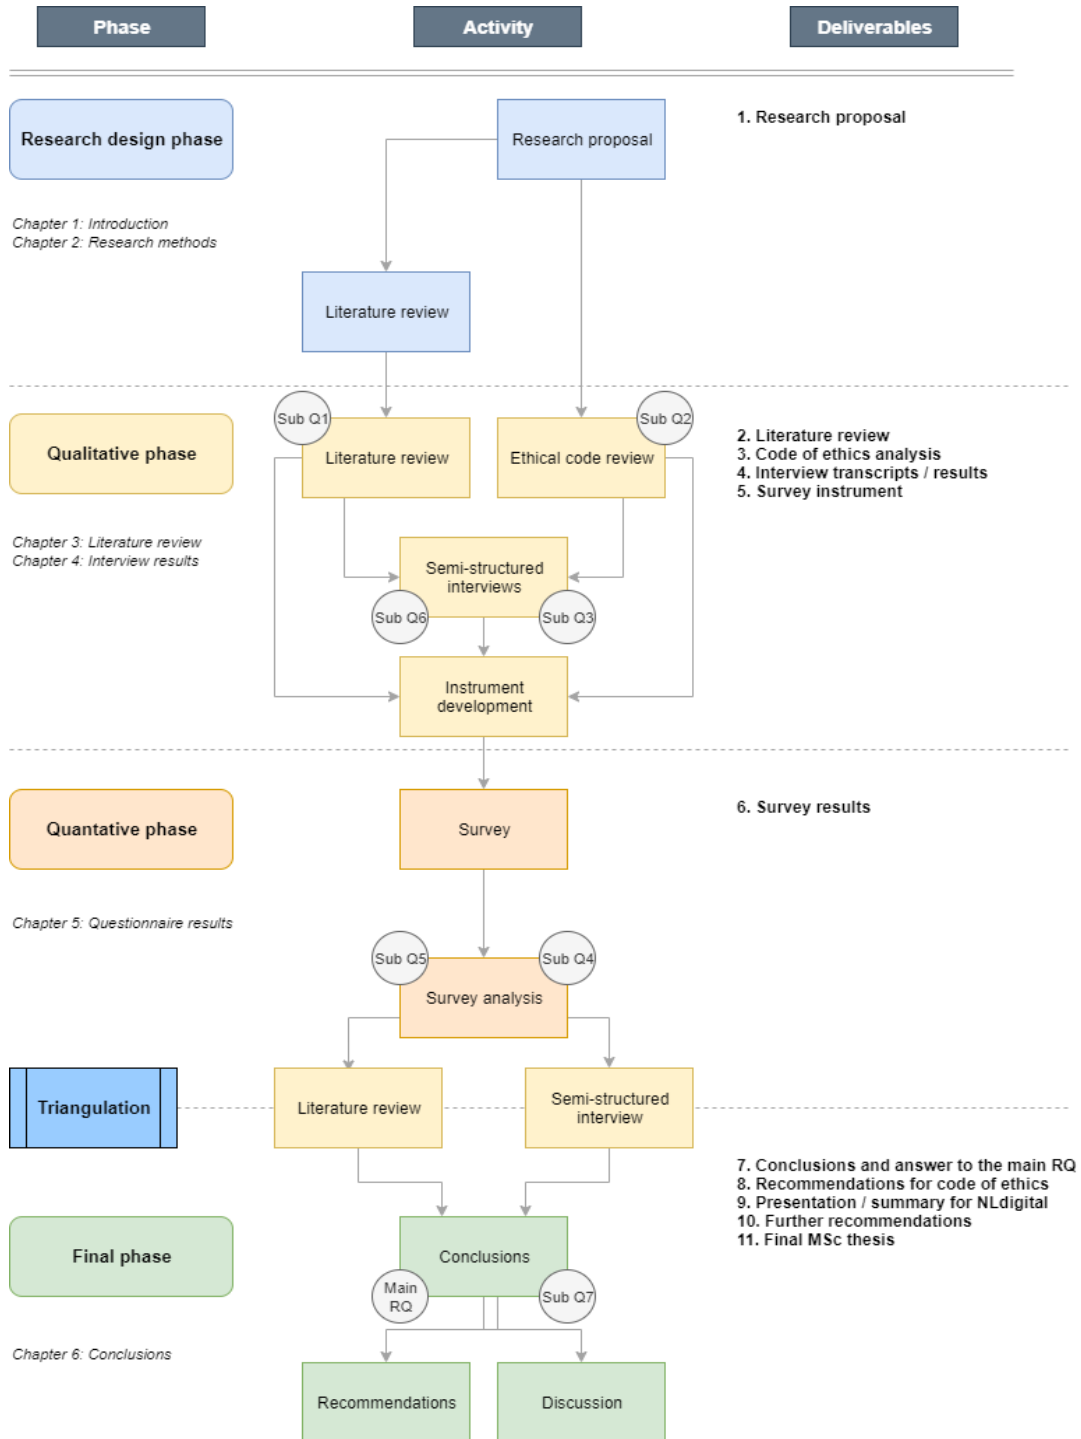 Phase
Activity
Deliverables
Research design phase
Research proposal
1. Research proposal
Chapter 1: Introduction
Chapter 2: Research methods
Literature review
Sub Q1
Sub Q2
Qualitative phase
Literature review
Ethical code review
2. Literature review
3. Code of ethics analysis
4. Interview transcripts / results
5. Survey instrument
Chapter 3: Literature review
Chapter 4: Interview results
Semi-structured
interviews
Sub Q6
Sub Q3
Instrument
development
Quantative phase
Survey
6. Survey results
Chapter 5: Questionnaire results
Sub Q5
Sub Q4
Survey analysis
Triangulation
Literature review
Semi-structured
interview
7. Conclusions and answer to the main RQ
8. Recommendations for code of ethics
9. Presentation / summary for NLdigital
10. Further recommendations
11. Final MSc thesis
Final phase
Conclusions
Main
RQ
Sub Q7
Chapter 6: Conclusions
Recommendations
Discussion